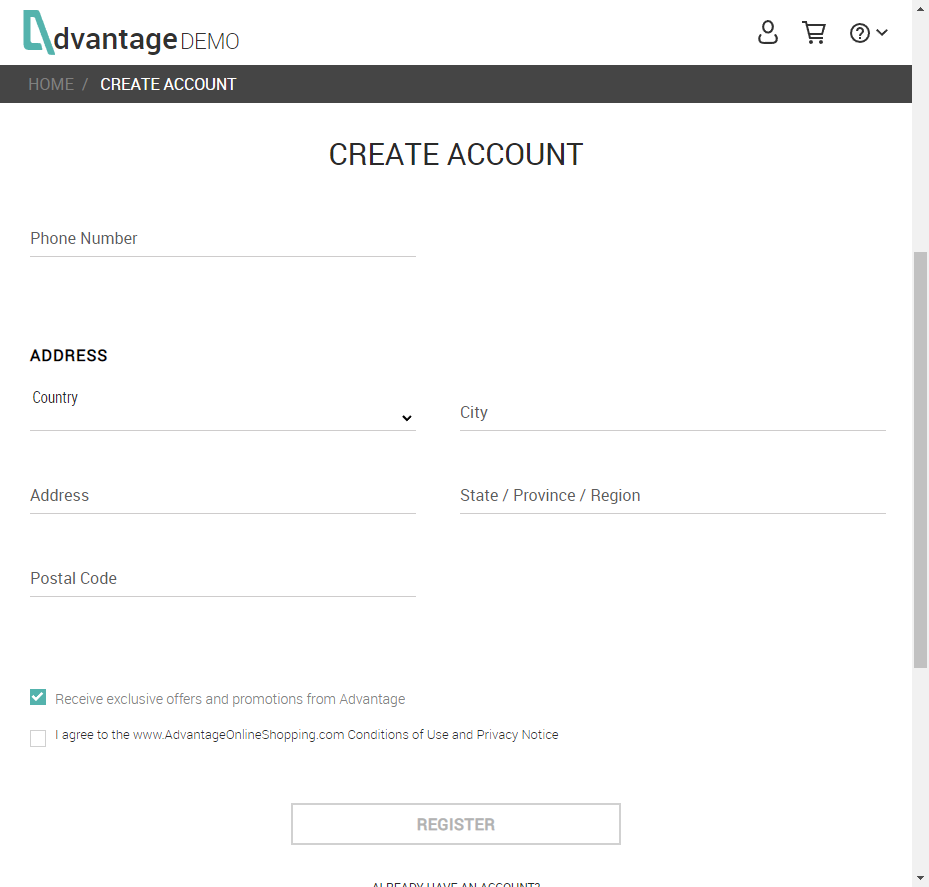 dvantage DEMO
HOME / CREATE ACCOUNT
CREATE ACCOUNT
Phone Number
ADDRESS
Country
City
Address
State / Province / Region
Postal Code
Receive exclusive offers and promotions from Advantage
I agree to the www.AdvantageOnlineShopping.com Conditions of Use and Privacy Notice
REGISTER
ALREADY HAVE AN ACCOUNT?